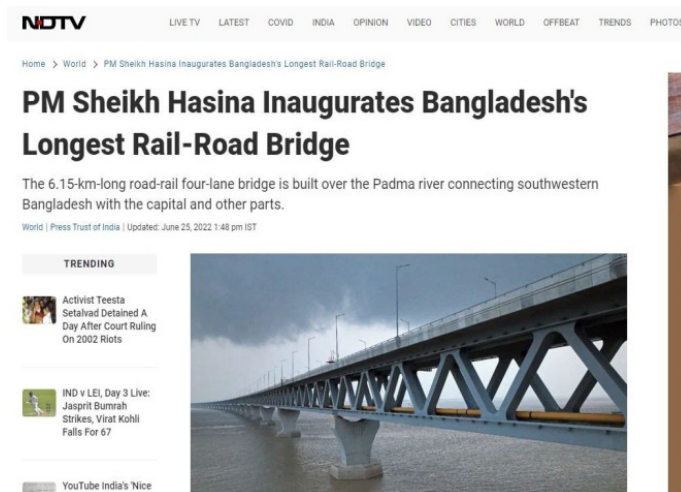 NDTV
LIVE TV LATEST COVID INDIA OPINION VIDEO CITIES WORLD OFFBEAT TRENDS PHOTOS
Home > World > PM Sheikh Hasina Inaugurates Bangladesh's Longest Rail-Road Bridge
PM Sheikh Hasina Inaugurates Bangladesh's
Longest Rail-Road Bridge
The 6.15-km-long road-rail four-lane bridge is built over the Padma river connecting southwestern
Bangladesh with the capital and other parts.
World | Press Trust of India | Updated: June 25, 2022 1:48 pm IST
TRENDING
Activist Teesta
Setalvad Detained A
Day After Court Ruling
On 2002 Riots
IND v LEI, Day 3 Live:
Jasprit Bumrah
Strikes, Virat Kohli
Falls For 67
YouTube India's 'Nice